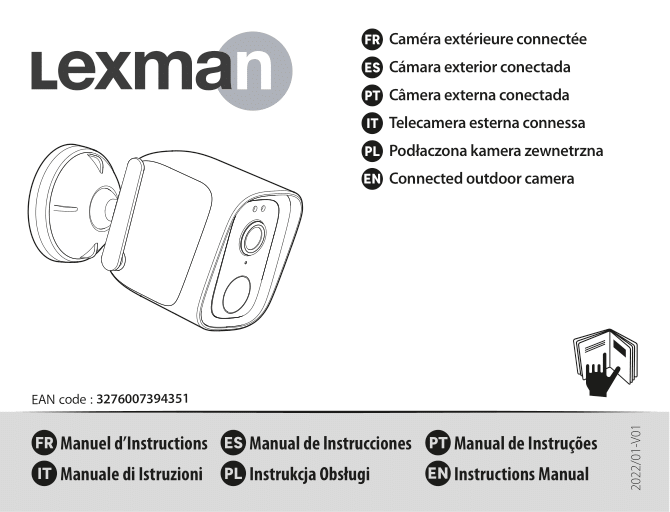 Lexman
FR Caméra extérieure connectée
ES Cámara exterior conectada
PT Câmera externa conectada
IT Telecamera esterna connessa
PL Podłaczona kamera zewnetrzna
EN Connected outdoor camera
EAN code : 3276007394351
FR Manuel d’Instructions ES Manual de Instrucciones PT Manual de Instruções
IT Manuale di Istruzioni PL Instrukcja Obsługi EN Instructions Manual
2022/01-V01